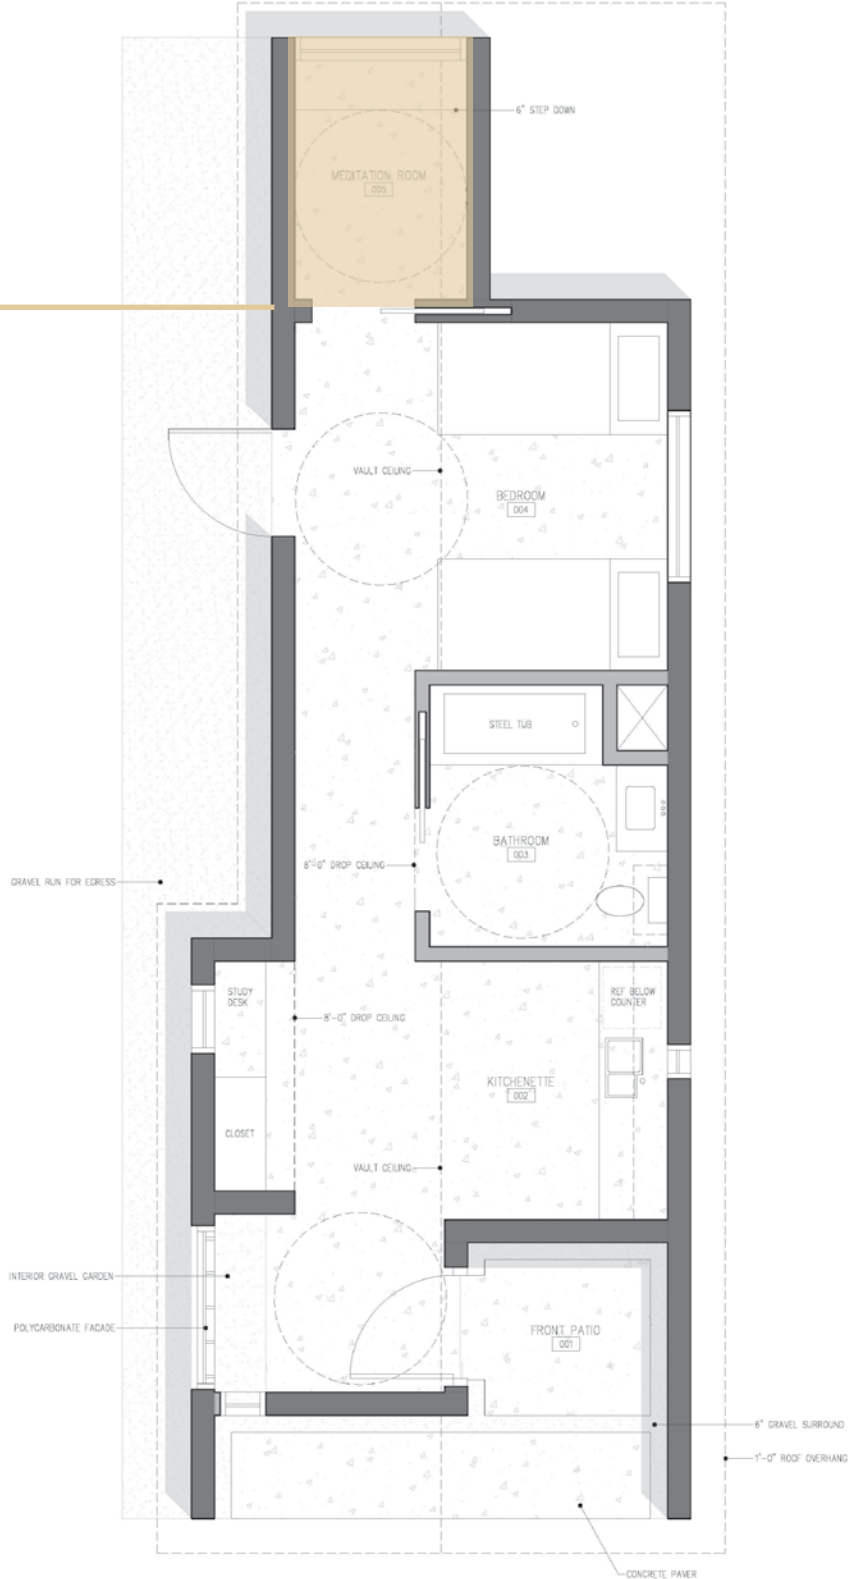 6" STEP DOWN
MEDITATION ROOM
005
VAULT CEILING
BEDROOM
004
STEEL TUB
BATHROOM
003
8'-0" DROP CEILING
GRAVEL RUN FOR EGRESS
STUDY
DESK
REF BELOW
COUNTER
8'-0" DROP CEILING
KITCHENETTE
002
CLOSET
VAULT CEILING
INTERIOR GRAVEL GARDEN
POLYCARBONATE FACADE
FRONT PATIO
001
6" GRAVEL SURROUND
1'-0" ROOF OVERHANG
CONCRETE PAVER